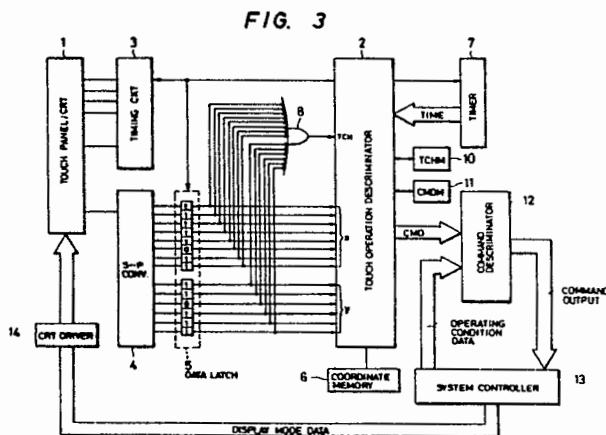 FIG. 3
1
3
2
7
TOUCH PANEL/CRT
TIMING CKT
8
TCH
TIME
TIMER
TCHM
10
CMDM
11
TOUCH OPERATION DISCRIMINATOR
12
S-P
CONV.
x
y
CMD
COMMAND
DISCRIMINATOR
COMMAND
OUTPUT
OPERATING
CONDITION
DATA
14
CRT DRIVER
4
5
DATA LATCH
6
COORDINATE
MEMORY
SYSTEM CONTROLLER
13
DISPLAY MODE DATA